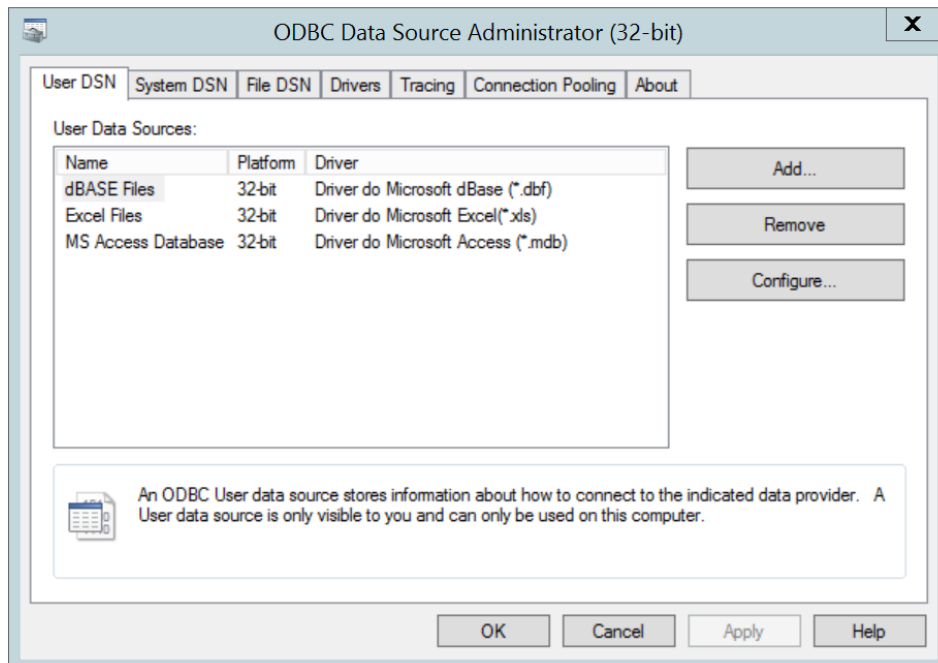 ODBC Data Source Administrator (32-bit)
X
User DSN System DSN File DSN Drivers Tracing Connection Pooling About
User Data Sources:
Name Platform Driver
dBASE Files 32-bit Driver do Microsoft dBase (*.dbf)
Excel Files 32-bit Driver do Microsoft Excel(*.xls)
MS Access Database 32-bit Driver do Microsoft Access (*.mdb)
Add...
Remove
Configure...
An ODBC User data source stores information about how to connect to the indicated data provider. A
User data source is only visible to you and can only be used on this computer.
OK Cancel Apply Help